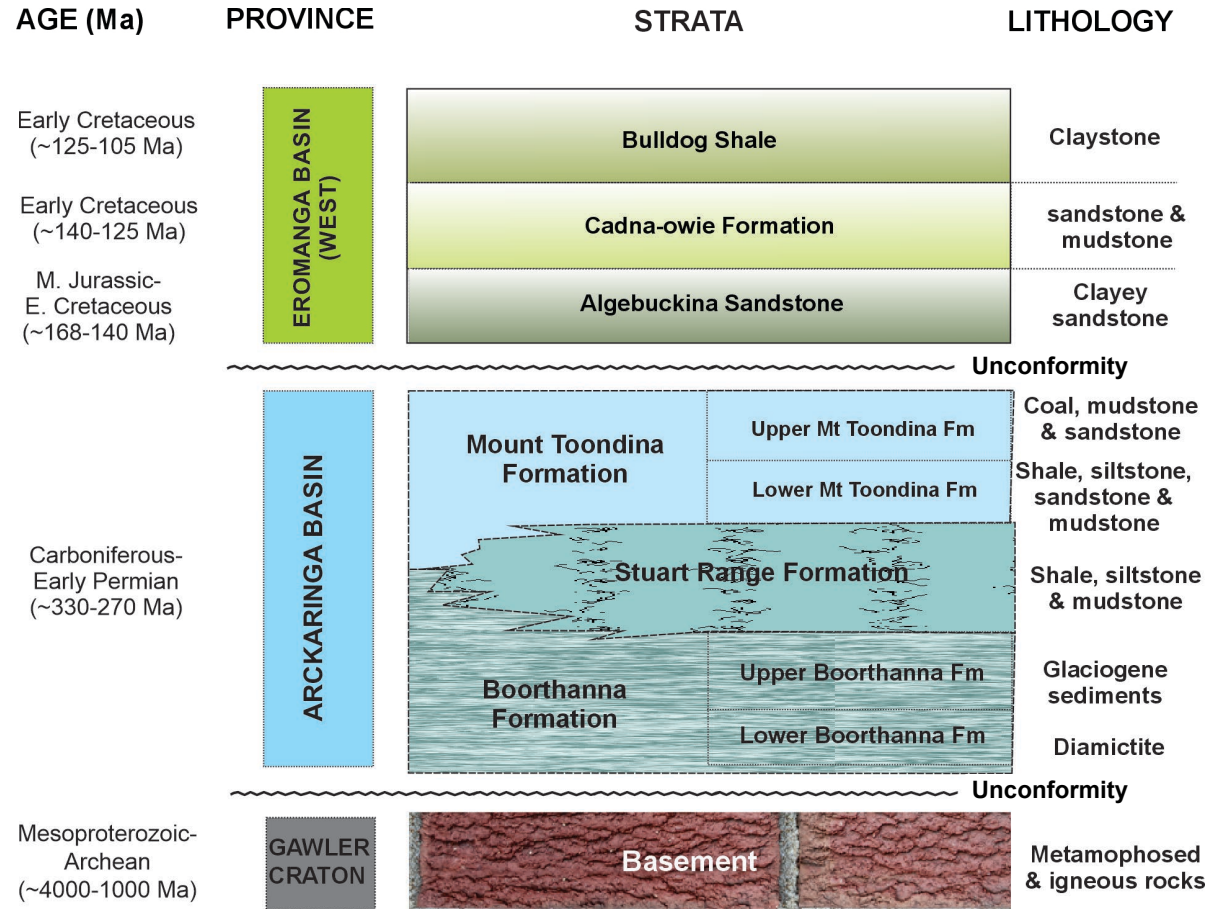 AGE (Ma)
PROVINCE
STRATA
LITHOLOGY
Early Cretaceous
(~125-105 Ma)
EROMANGA BASIN
(WEST)
Bulldog Shale
Claystone
Early Cretaceous
(~140-125 Ma)
Cadna-owie Formation
sandstone &
mudstone
M. Jurassic-
E. Cretaceous
(~168-140 Ma)
Algebuckina Sandstone
Clayey
sandstone
Unconformity
Carboniferous-
Early Permian
(~330-270 Ma)
ARCKARINGA BASIN
Mount Toondina
Formation
Upper Mt Toondina Fm
Coal, mudstone
& sandstone
Lower Mt Toondina Fm
Shale, siltstone,
sandstone &
mudstone
Stuart Range Formation
Shale, siltstone
& mudstone
Boorthanna
Formation
Upper Boorthanna Fm
Glaciogene
sediments
Lower Boorthanna Fm
Diamictite
Unconformity
Mesoproterozoic-
Archean
(~4000-1000 Ma)
GAWLER
CRATON
Basement
Metamophosed
& igneous rocks